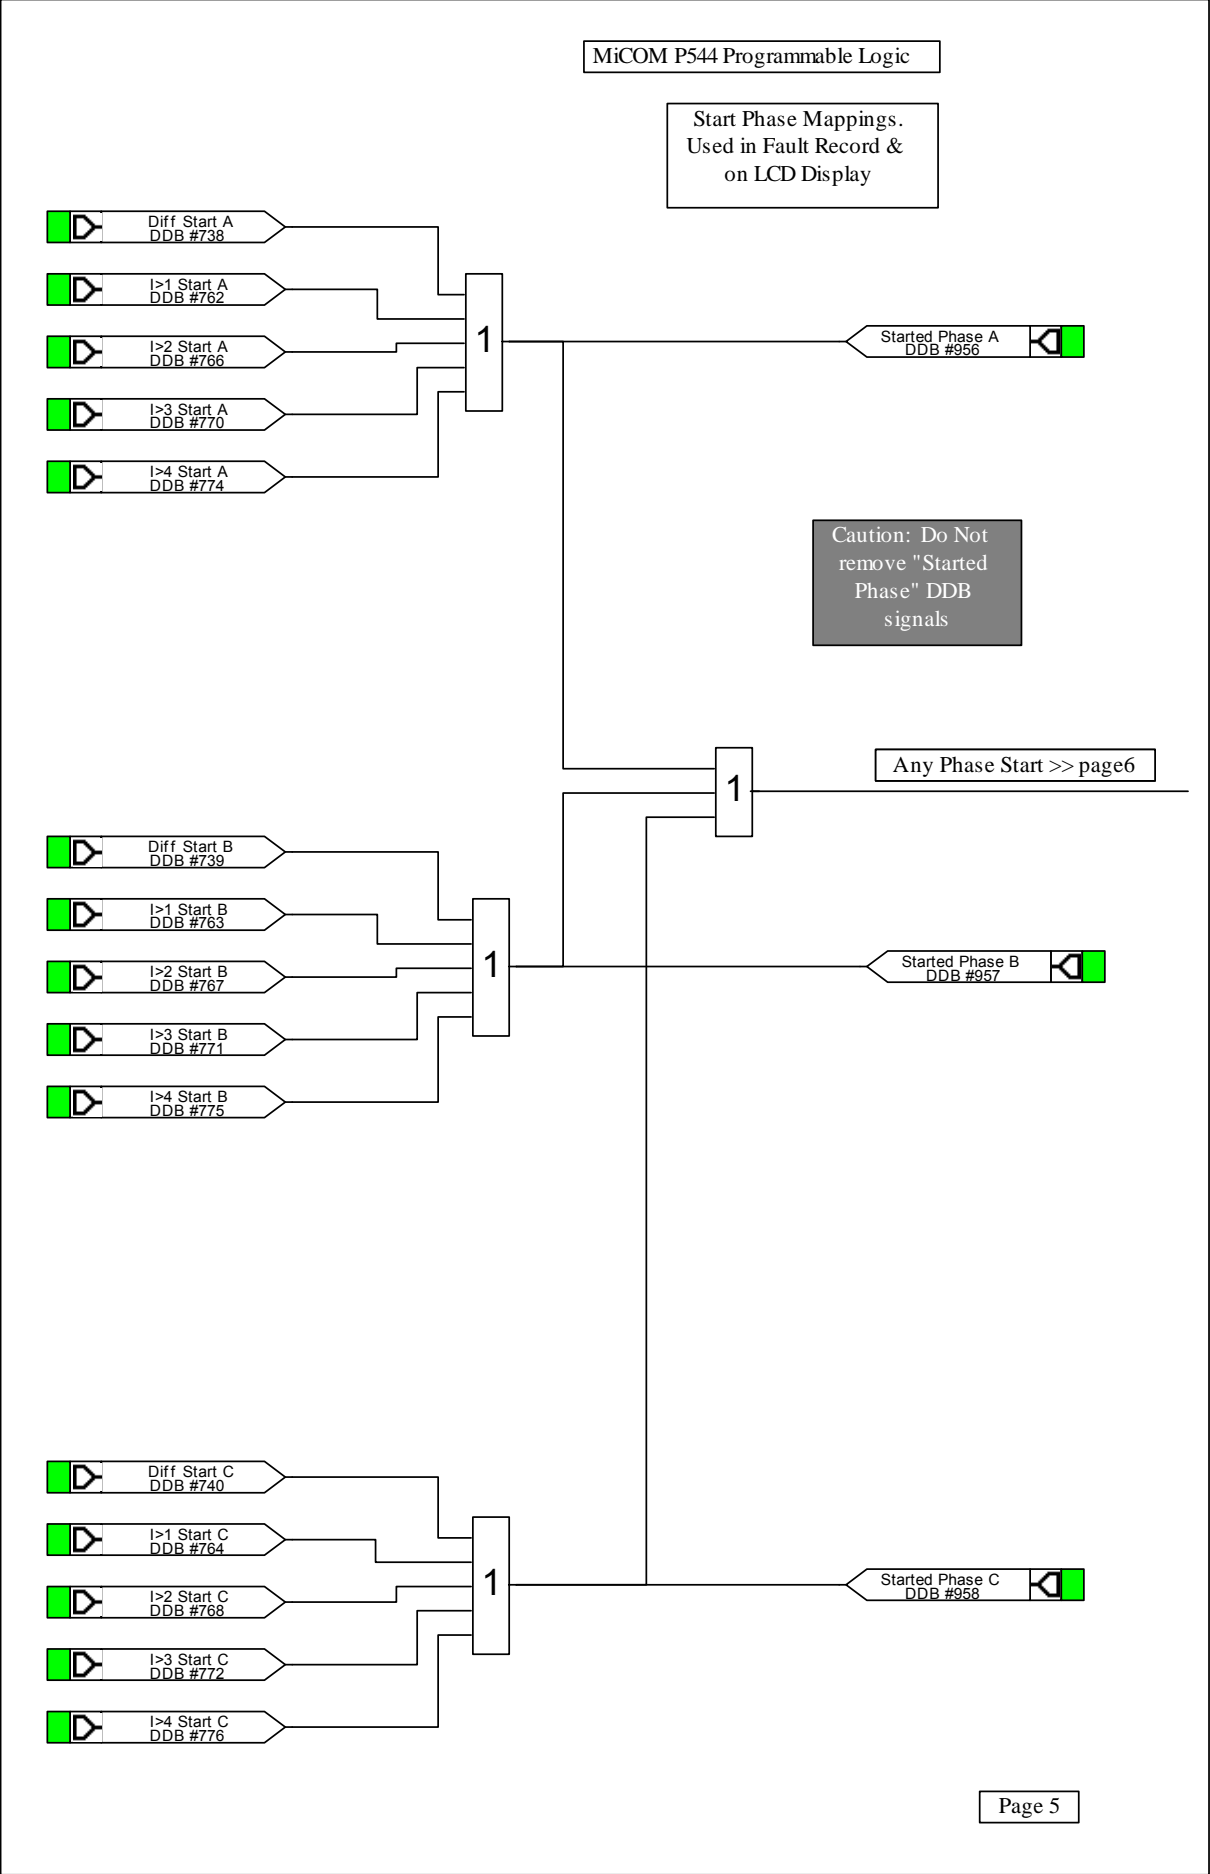 MiCOM P544 Programmable Logic
Start Phase Mappings.
Used in Fault Record &
on LCD Display
Diff Start A
DDB #738
I>1 Start A
DDB #762
I>2 Start A
DDB #766
I>3 Start A
DDB #770
I>4 Start A
DDB #774
1
Started Phase A
DDB #956
Caution: Do Not
remove "Started
Phase" DDB
signals
1
Any Phase Start >> page6
Diff Start B
DDB #739
I>1 Start B
DDB #763
I>2 Start B
DDB #767
I>3 Start B
DDB #771
I>4 Start B
DDB #775
1
Started Phase B
DDB #957
Diff Start C
DDB #740
I>1 Start C
DDB #764
I>2 Start C
DDB #768
I>3 Start C
DDB #772
I>4 Start C
DDB #776
1
Started Phase C
DDB #958
Page 5